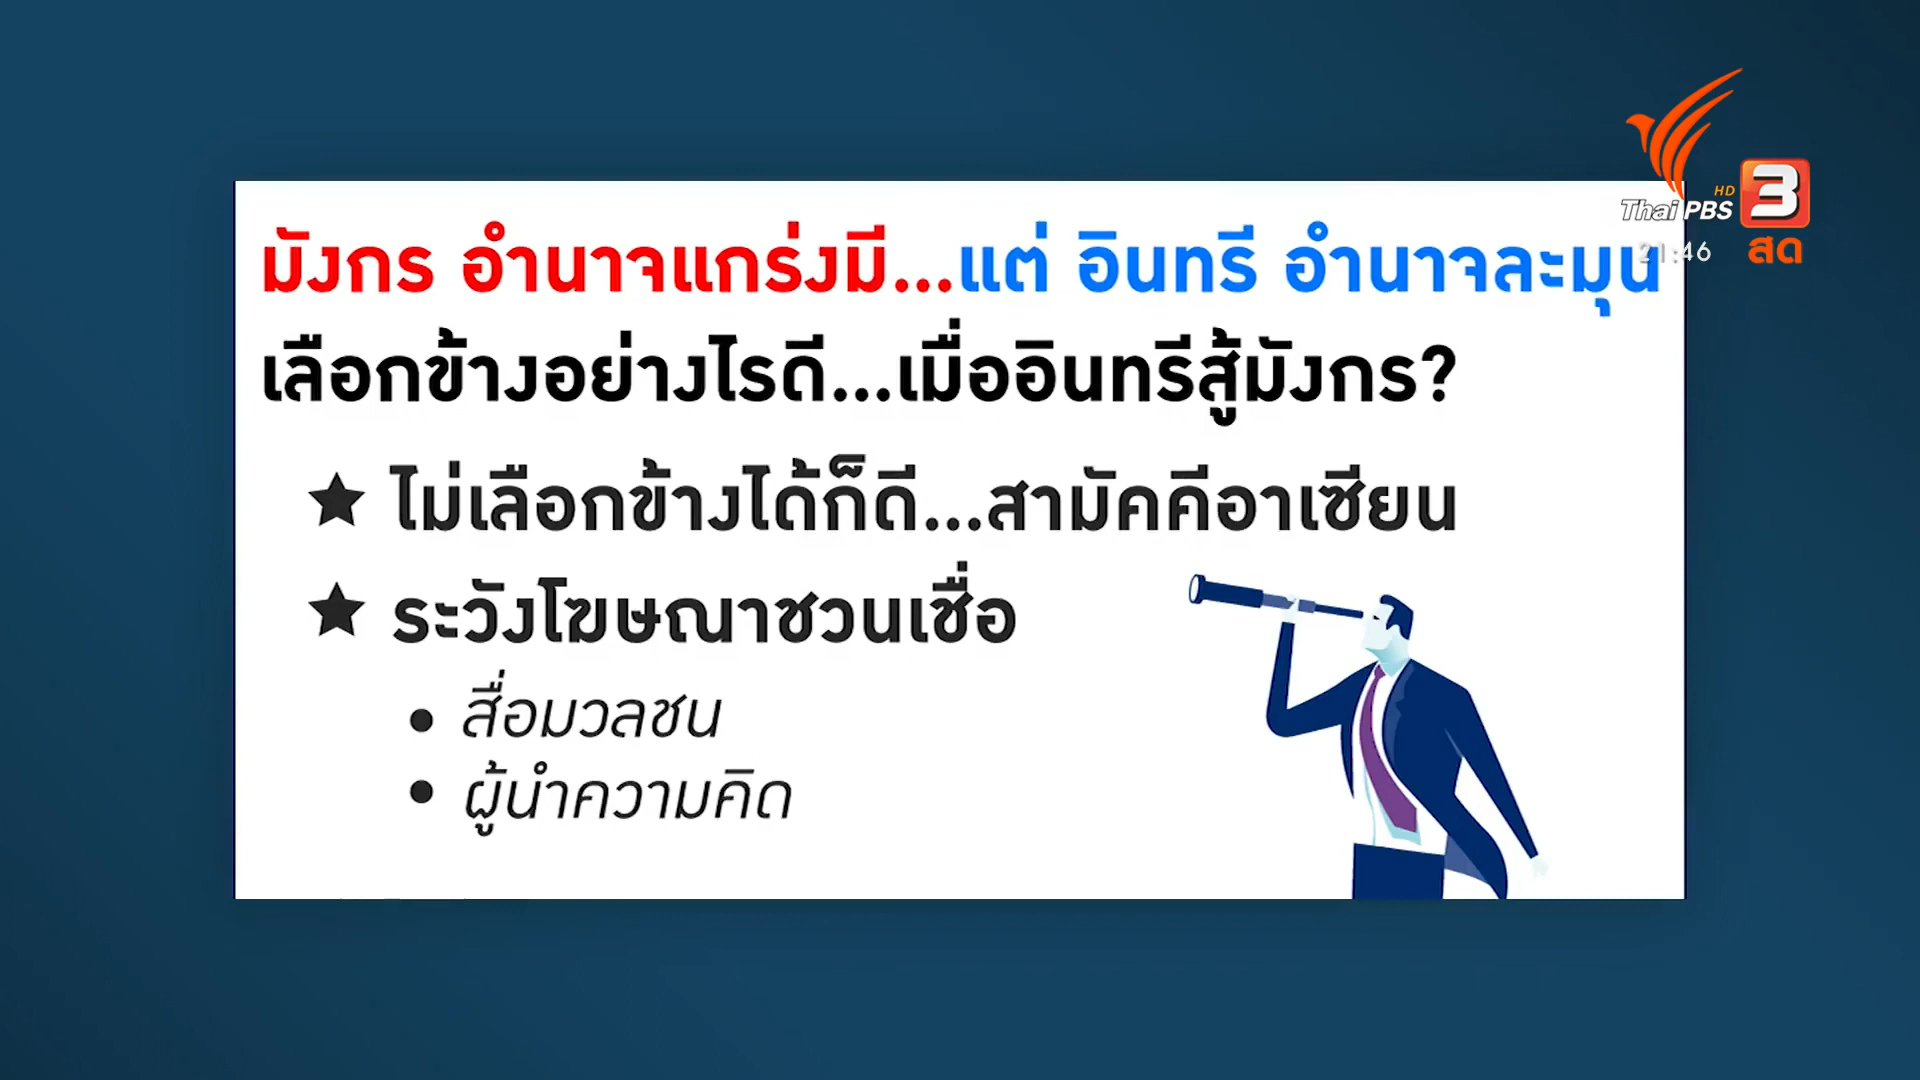 มังกร อำนาจแกร่งมี...แต่ อินทรี อำนาจละมุน
เลือกข้างอย่างไรดี...เมื่ออินทรีสู้มังกร?
★ ไม่เลือกข้างได้ก็ดี...สามัคคีอาเซียน
★ ระวังโฆษณาชวนเชื่อ
• สื่อมวลชน
• ผู้นำความคิด
HD
Thai PBS 3
21:46 สด